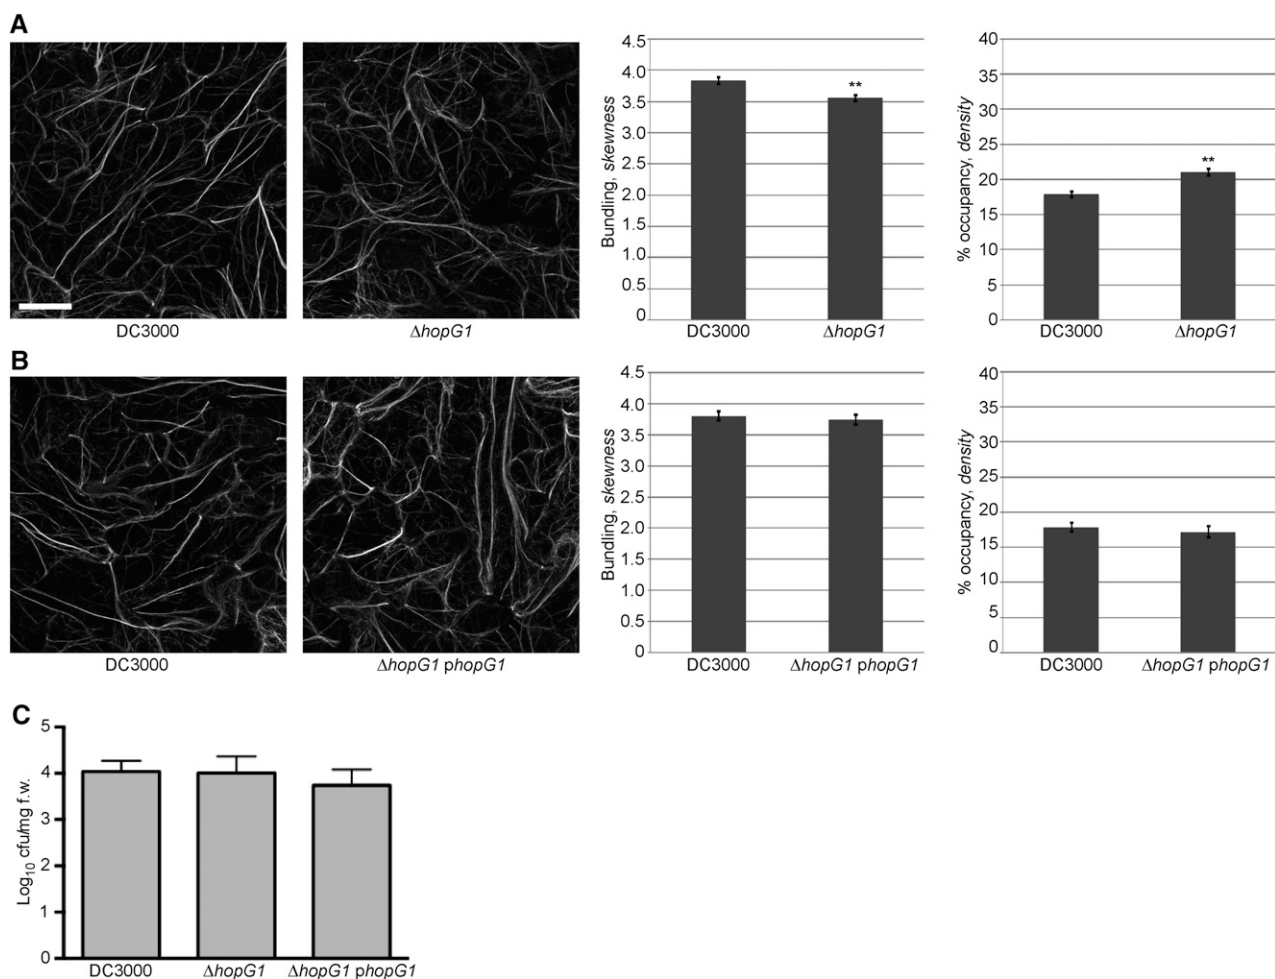 A
DC3000
ΔhopG1
Bundling, skewness
4.5
4.0
3.5
3.0
2.5
2.0
1.5
1.0
0.5
0
**
DC3000
ΔhopG1
% occupancy, density
40
35
30
25
20
15
10
5
0
**
DC3000
ΔhopG1
B
DC3000
ΔhopG1 phopG1
Bundling, skewness
4.5
4.0
3.5
3.0
2.5
2.0
1.5
1.0
0.5
0
DC3000
ΔhopG1 phopG1
% occupancy, density
40
35
30
25
20
15
10
5
0
DC3000
ΔhopG1 phopG1
C
Log10 cfu/mg f.w.
5
4
3
2
1
0
DC3000
ΔhopG1
ΔhopG1 phopG1